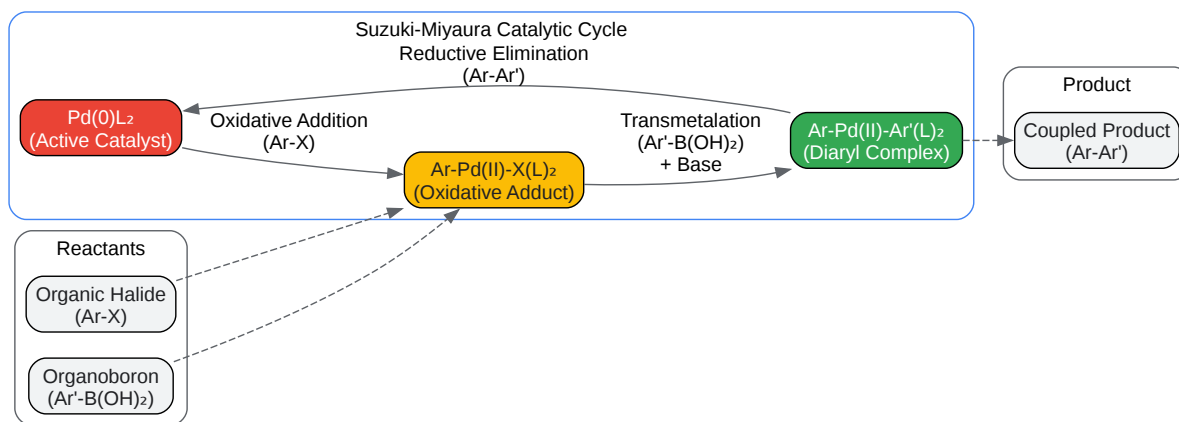 Suzuki-Miyaura Catalytic Cycle
Reductive Elimination
(Ar-Ar')
Pd(0)L₂
(Active Catalyst)
Oxidative Addition
(Ar-X)
Ar-Pd(II)-X(L)₂
(Oxidative Adduct)
Transmetalation
(Ar'-B(OH)₂)
+ Base
Ar-Pd(II)-Ar'(L)₂
(Diaryl Complex)
Product
Coupled Product
(Ar-Ar')
Reactants
Organic Halide
(Ar-X)
Organoboron
(Ar'-B(OH)₂)